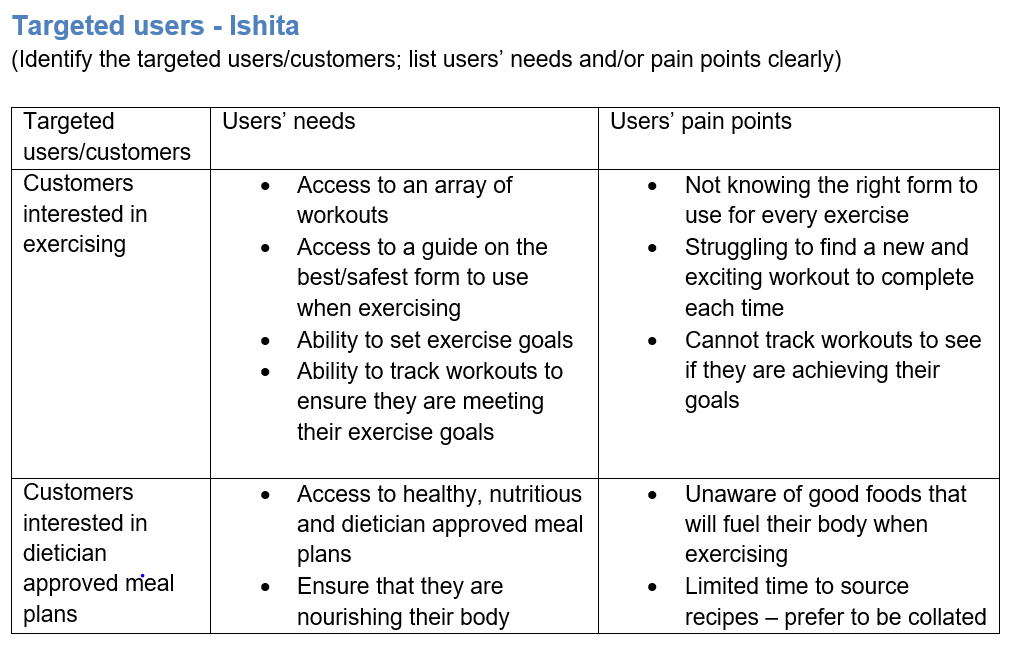 Targeted users - Ishita
(Identify the targeted users/customers; list users’ needs and/or pain points clearly)
Targeted
users/customers
Users’ needs
Users’ pain points
Customers
interested in
exercising
• Access to an array of
workouts
• Access to a guide on the
best/safest form to use
when exercising
• Ability to set exercise goals
• Ability to track workouts to
ensure they are meeting
their exercise goals
• Not knowing the right form to
use for every exercise
• Struggling to find a new and
exciting workout to complete
each time
• Cannot track workouts to see
if they are achieving their
goals
Customers
interested in
dietician
approved meal
plans
• Access to healthy, nutritious
and dietician approved meal
plans
• Ensure that they are
nourishing their body
• Unaware of good foods that
will fuel their body when
exercising
• Limited time to source
recipes – prefer to be collated